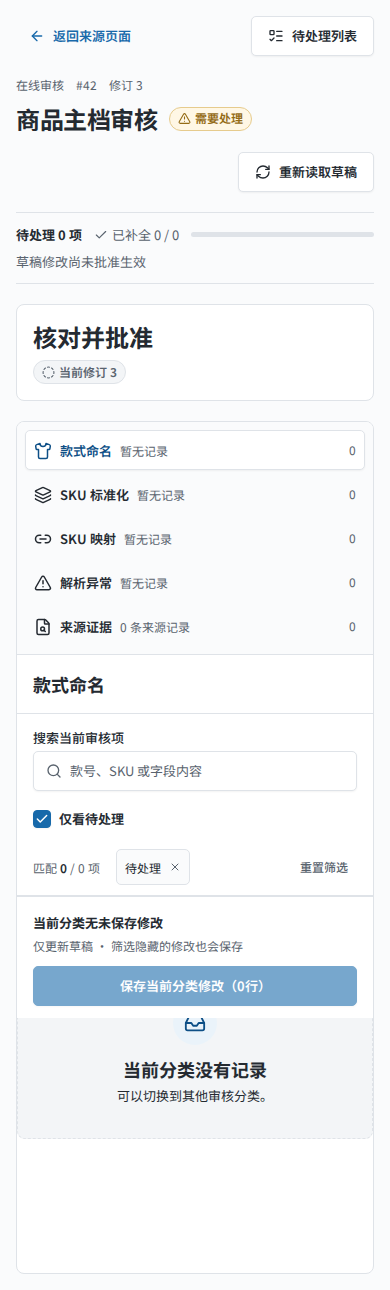 返回来源页面
待处理列表
在线审核 #42 修订 3
商品主档审核 需要处理
重新读取草稿
待处理 0 项 已补全 0 / 0
草稿修改尚未批准生效
核对并批准
当前修订 3
款式命名 暂无记录 0
SKU 标准化 暂无记录 0
SKU 映射 暂无记录 0
解析异常 暂无记录 0
来源证据 0 条来源记录 0
款式命名
搜索当前审核项
款号、SKU 或字段内容
仅看待处理
匹配 0 / 0 项 待处理 × 重置筛选
当前分类无未保存修改
仅更新草稿 · 筛选隐藏的修改也会保存
保存当前分类修改（0行）
当前分类没有记录
可以切换到其他审核分类。